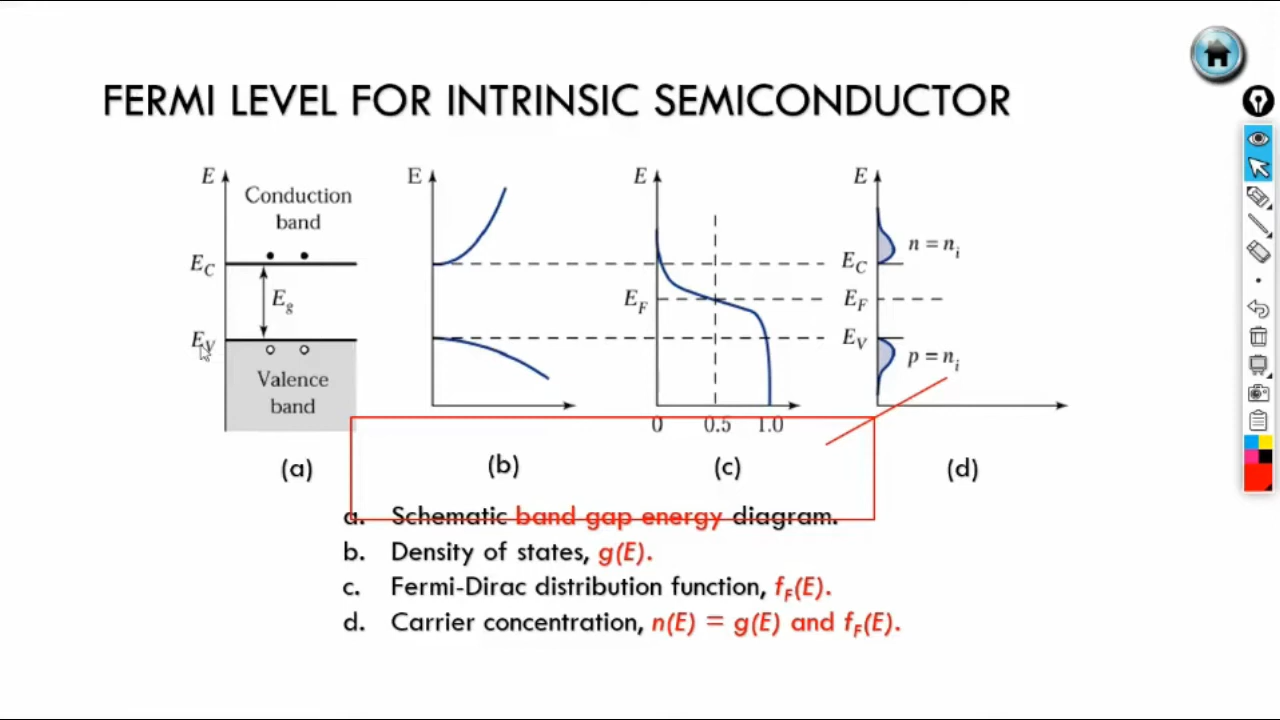 FERMI LEVEL FOR INTRINSIC SEMICONDUCTOR
E
Conduction
band
E_C
E_g
E_V
Valence
band
(a)
E
(b)
E
E_F
0 0.5 1.0
(c)
E
n = n_i
E_C
E_F
E_V
p = n_i
(d)
a. Schematic band gap energy diagram.
b. Density of states, g(E).
c. Fermi-Dirac distribution function, f_F(E).
d. Carrier concentration, n(E) = g(E) and f_F(E).